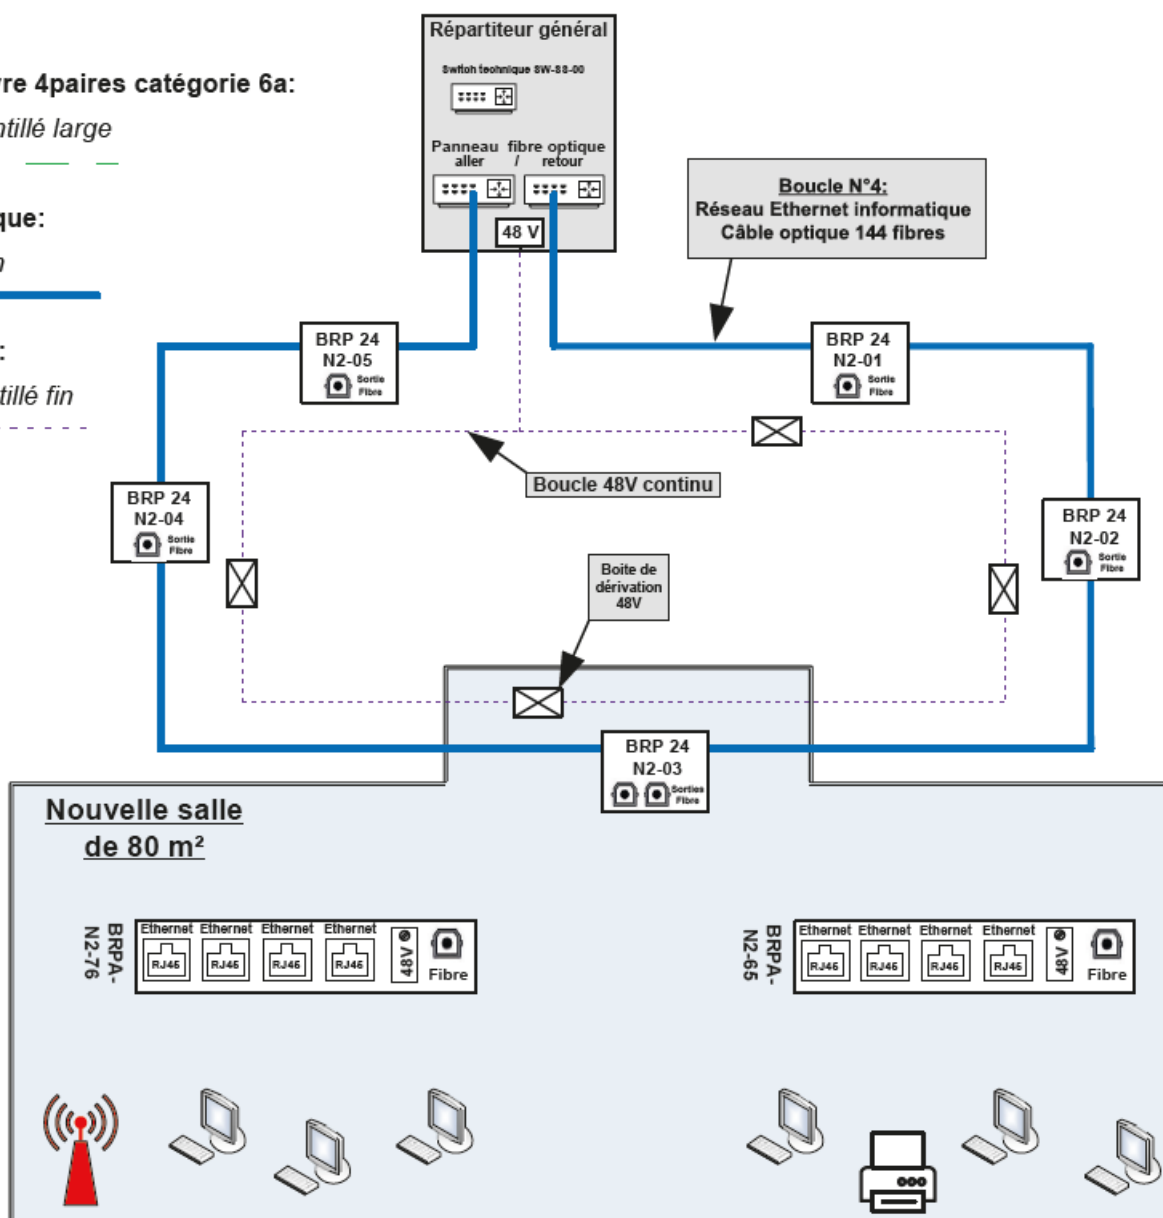 Répartiteur général
Switch technique SW-SS-00
Panneau fibre optique
aller / retour
48 V
vre 4paires catégorie 6a:
ntillé large
que:
n
:
tillé fin
Boucle N°4:
Réseau Ethernet informatique
Câble optique 144 fibres
BRP 24
N2-05
Sortie
Fibre
BRP 24
N2-01
Sortie
Fibre
Boucle 48V continu
BRP 24
N2-04
Sortie
Fibre
BRP 24
N2-02
Sortie
Fibre
Boite de
dérivation
48V
BRP 24
N2-03
Sorties
Fibre
Nouvelle salle
de 80 m²
BRPA-
N2-76
Ethernet Ethernet Ethernet Ethernet
RJ45 RJ45 RJ45 RJ45
48V
Fibre
BRPA-
N2-65
Ethernet Ethernet Ethernet Ethernet
RJ45 RJ45 RJ45 RJ45
48V
Fibre